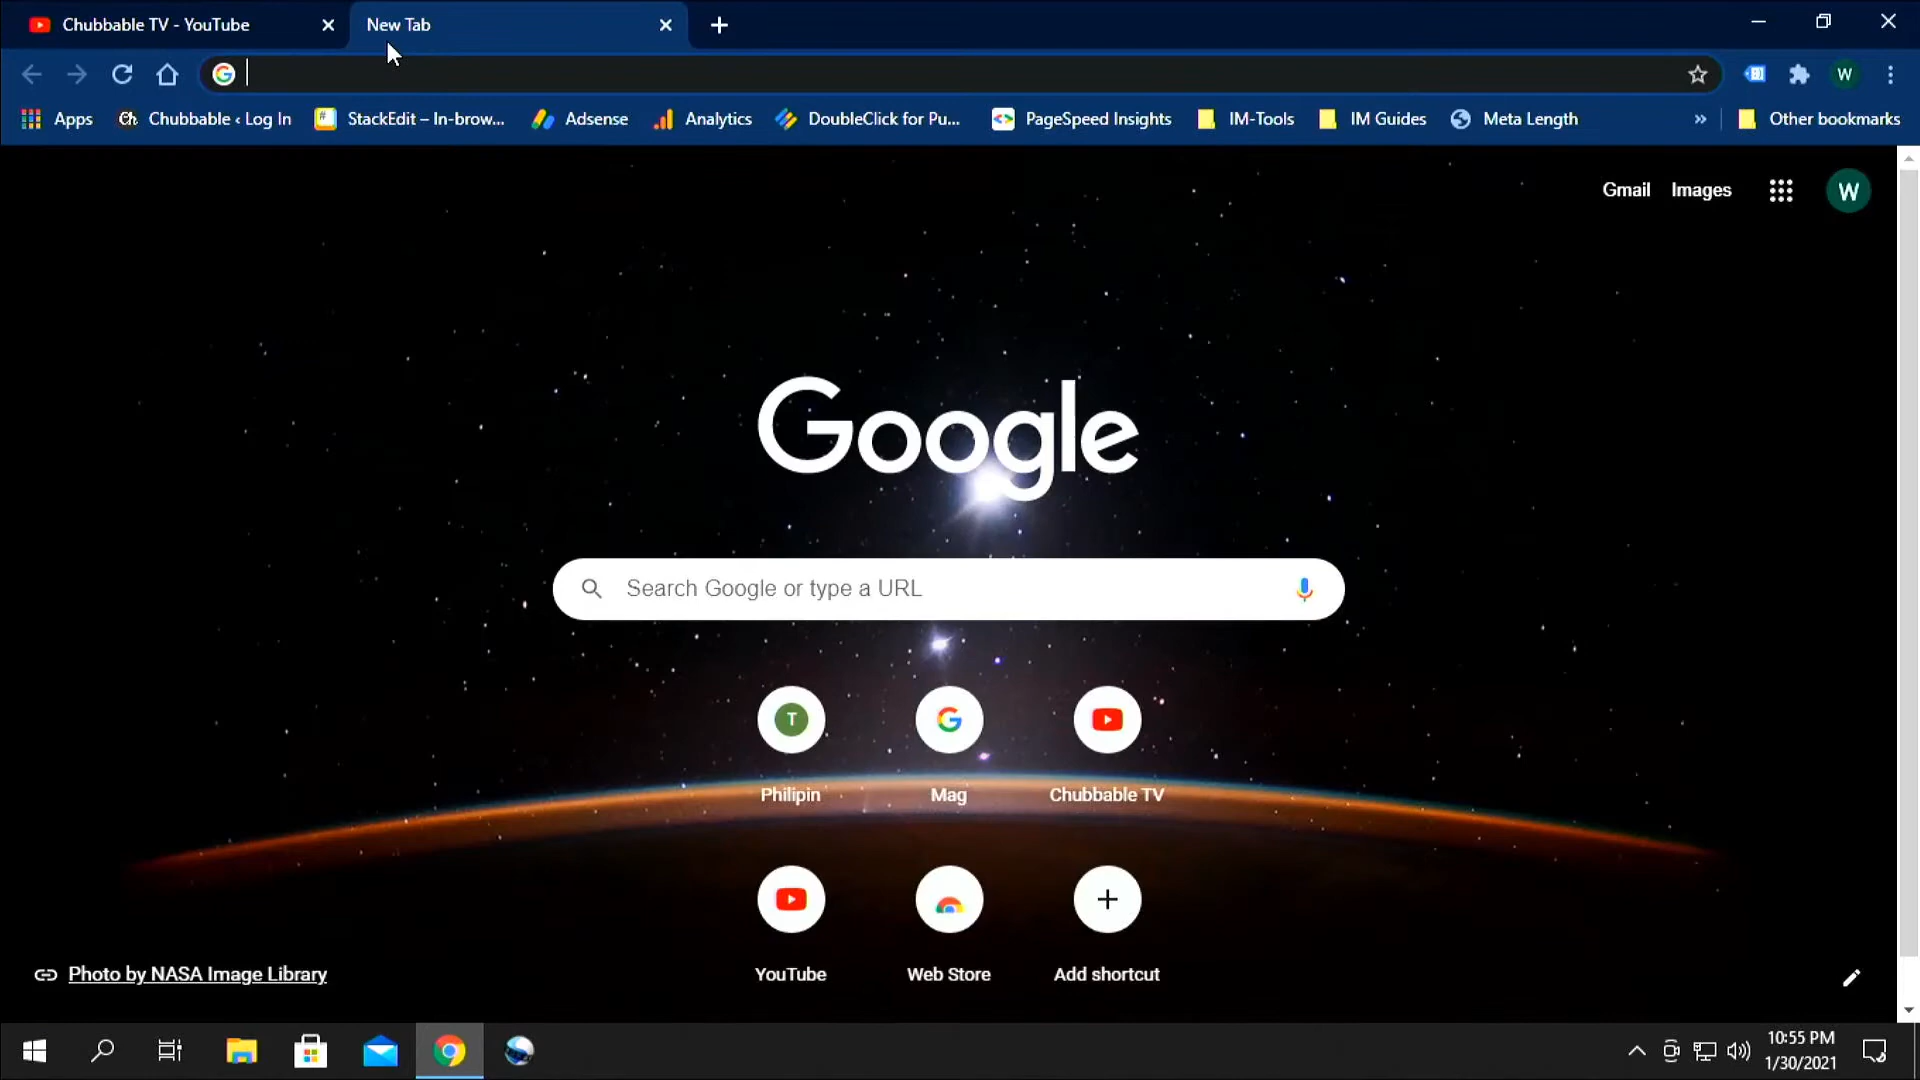 Chubbable TV - YouTube
New Tab
W
Apps
Ch
Chubbable ‹ Log In
StackEdit – In-brow...
Adsense
Analytics
DoubleClick for Pu...
PageSpeed Insights
IM-Tools
IM Guides
Meta Length
»
Other bookmarks
Gmail
Images
W
Google
Search Google or type a URL
T
Philipin
Mag
Chubbable TV
YouTube
Web Store
Add shortcut
Photo by NASA Image Library
10:55 PM
1/30/2021